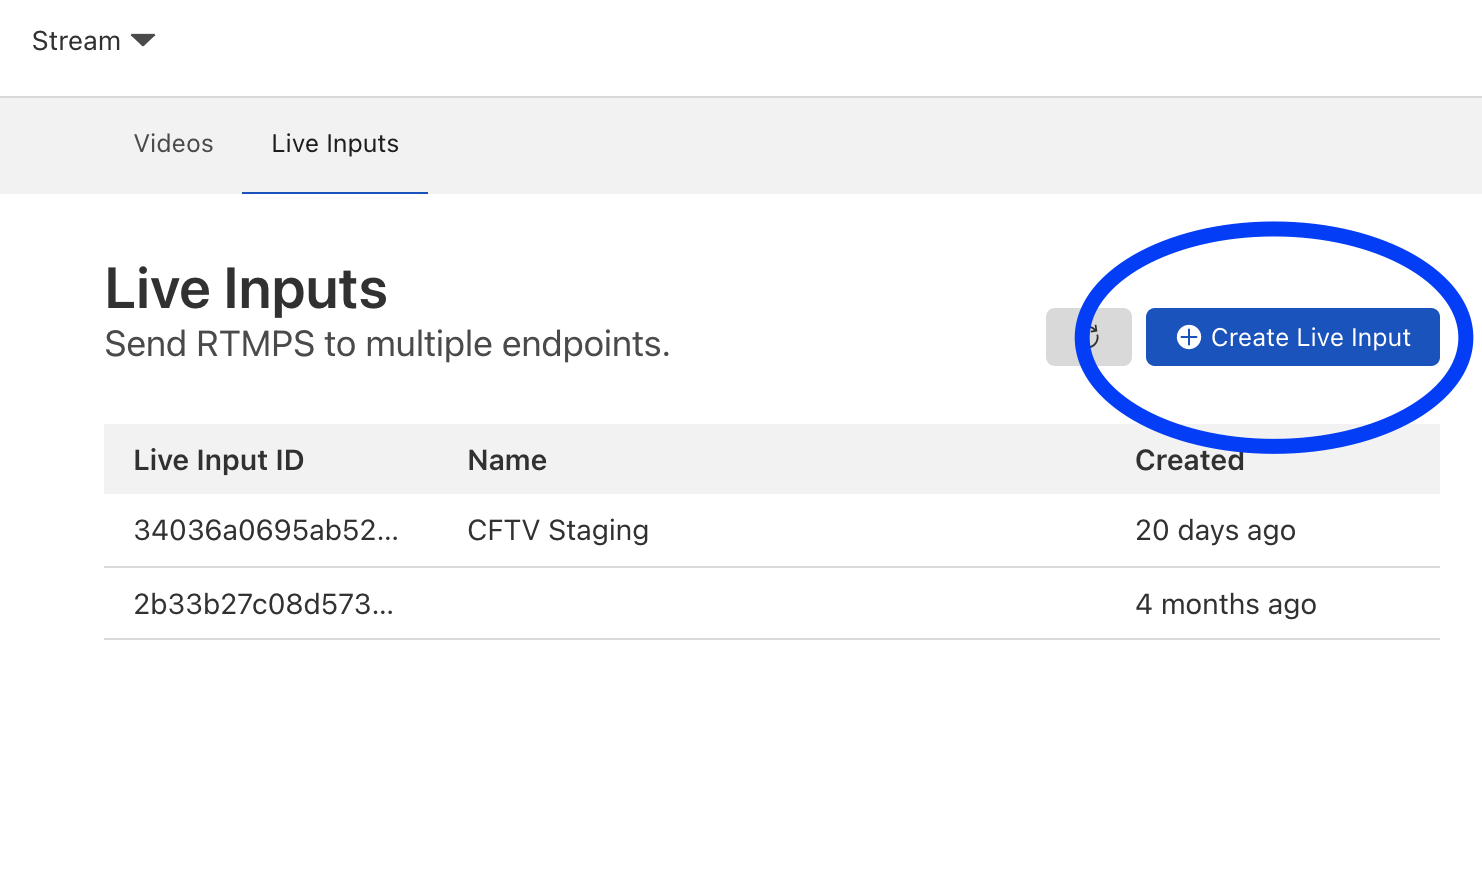 Stream
Videos
Live Inputs
Live Inputs
Send RTMPS to multiple endpoints.
Create Live Input
Live Input ID Name Created
34036a0695ab52... CFTV Staging 20 days ago
2b33b27c08d573... 4 months ago